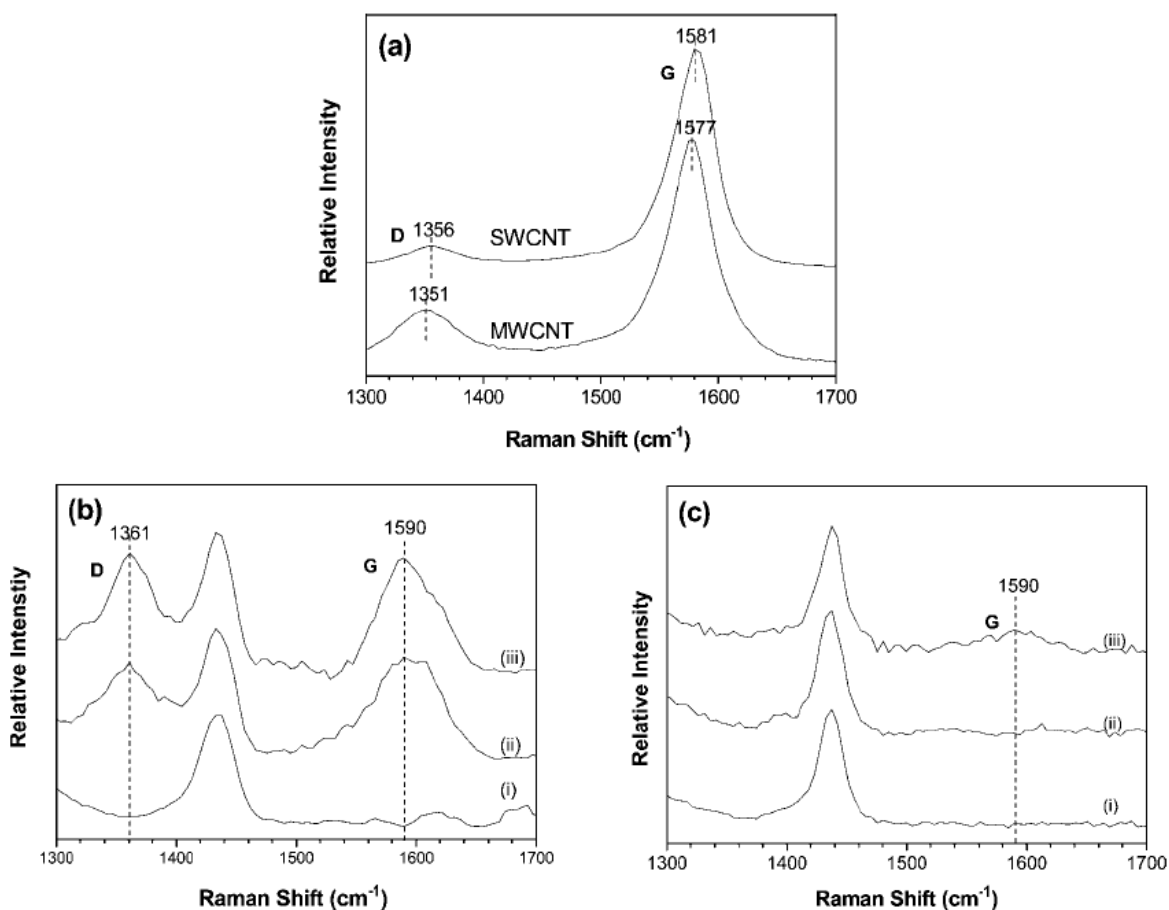 (a)
1581
G
1577
D 1356
SWCNT
1351
MWCNT
Relative Intensity
1300 1400 1500 1600 1700
Raman Shift (cm-1)
(b)
1361
1590
D
G
(iii)
(ii)
(i)
Relative Intenstiy
1300 1400 1500 1600 1700
Raman Shift (cm-1)
(c)
1590
G
(iii)
(ii)
(i)
Relative Intensity
1300 1400 1500 1600 1700
Raman Shift (cm-1)